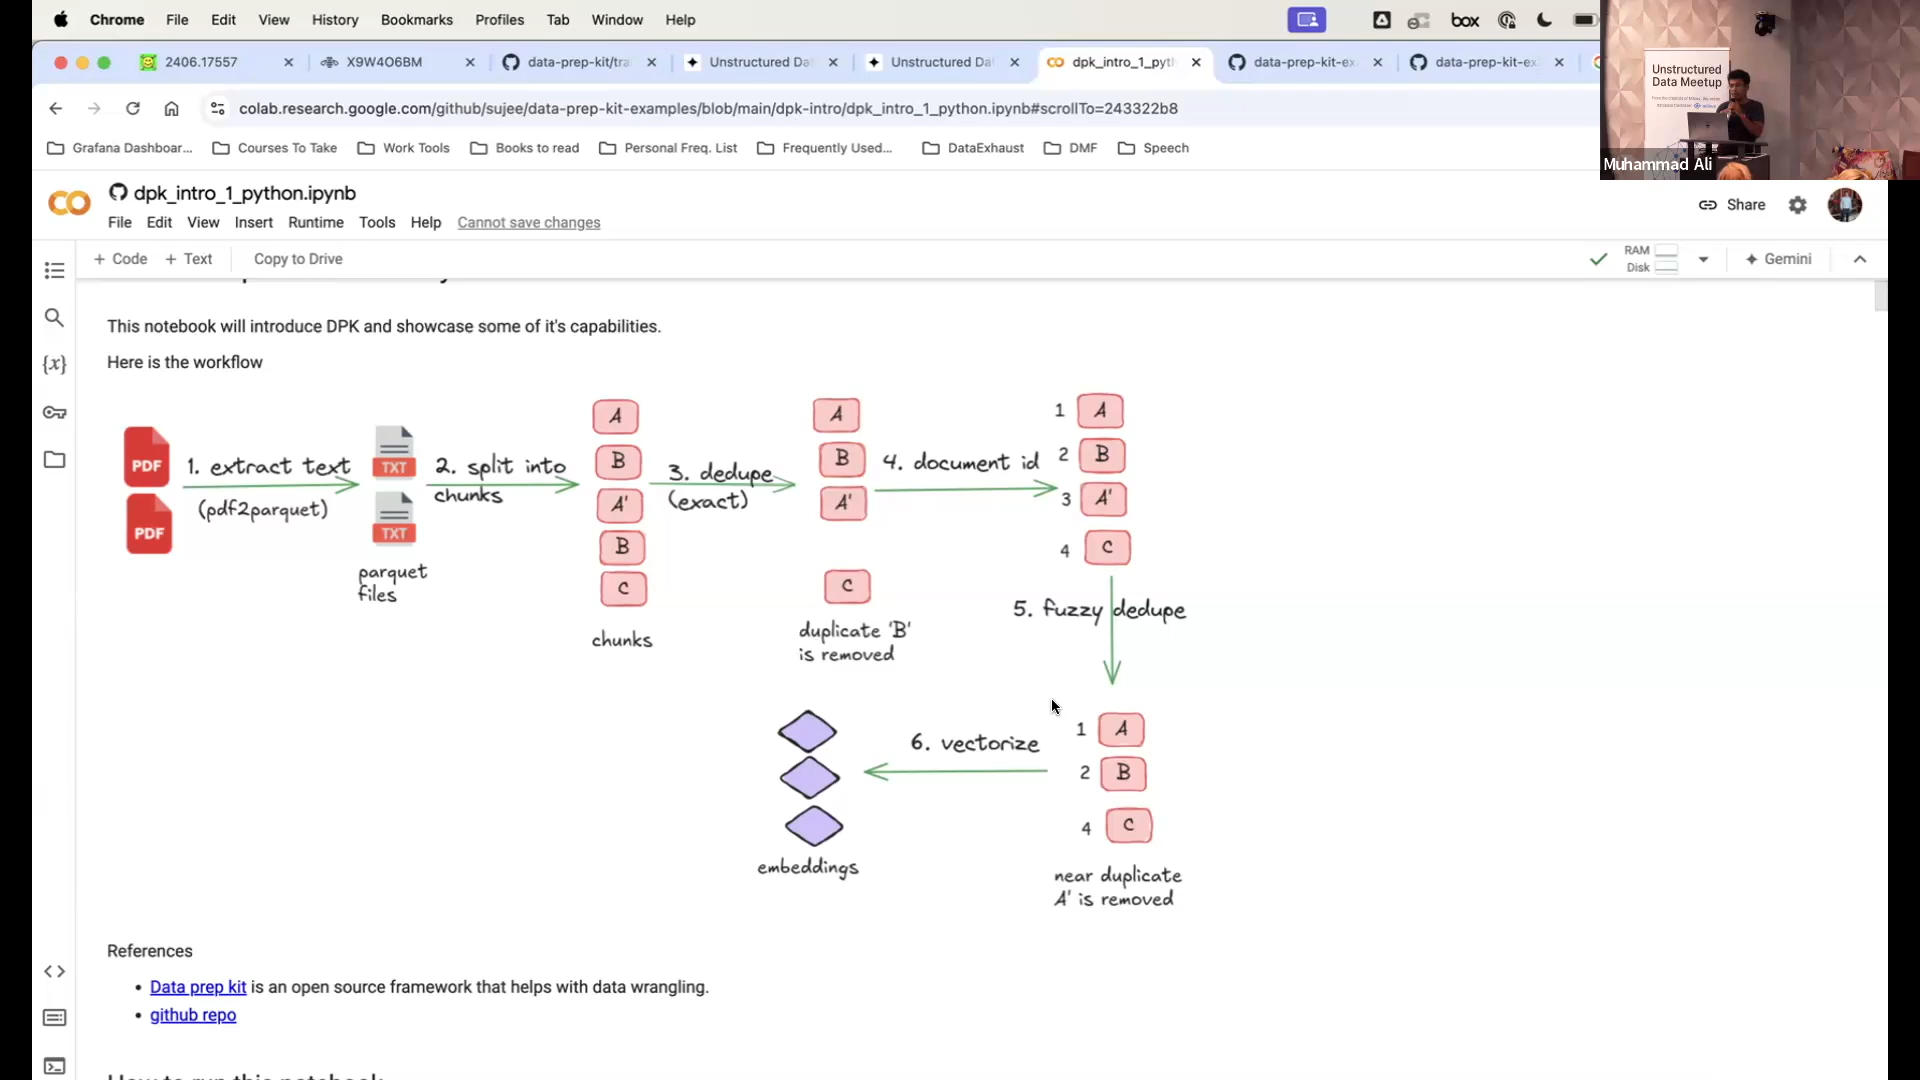 Chrome File Edit View History Bookmarks Profiles Tab Window Help
box
2406.17557
X9W4O6BM
data-prep-kit/tra
Unstructured Da
Unstructured Da
dpk_intro_1_pyth
data-prep-kit-ex
data-prep-kit-ex
colab.research.google.com/github/sujee/data-prep-kit-examples/blob/main/dpk-intro/dpk_intro_1_python.ipynb#scrollTo=243322b8
Grafana Dashboar...
Courses To Take
Work Tools
Books to read
Personal Freq. List
Frequently Used...
DataExhaust
DMF
Speech
Unstructured
Data Meetup
Muhammad Ali
dpk_intro_1_python.ipynb
File Edit View Insert Runtime Tools Help Cannot save changes
Share
+ Code + Text Copy to Drive
RAM
Disk
Gemini
{x}
This notebook will introduce DPK and showcase some of it's capabilities.
Here is the workflow
PDF
PDF
1. extract text
(pdf2parquet)
TXT
TXT
parquet
files
2. split into
chunks
A
B
A'
B
C
chunks
3. dedupe
(exact)
A
B
A'
C
duplicate 'B'
is removed
4. document id
1 A
2 B
3 A'
4 C
5. fuzzy dedupe
1 A
2 B
4 C
near duplicate
A' is removed
6. vectorize
embeddings
References
• Data prep kit is an open source framework that helps with data wrangling.
• github repo
How to run this notebook